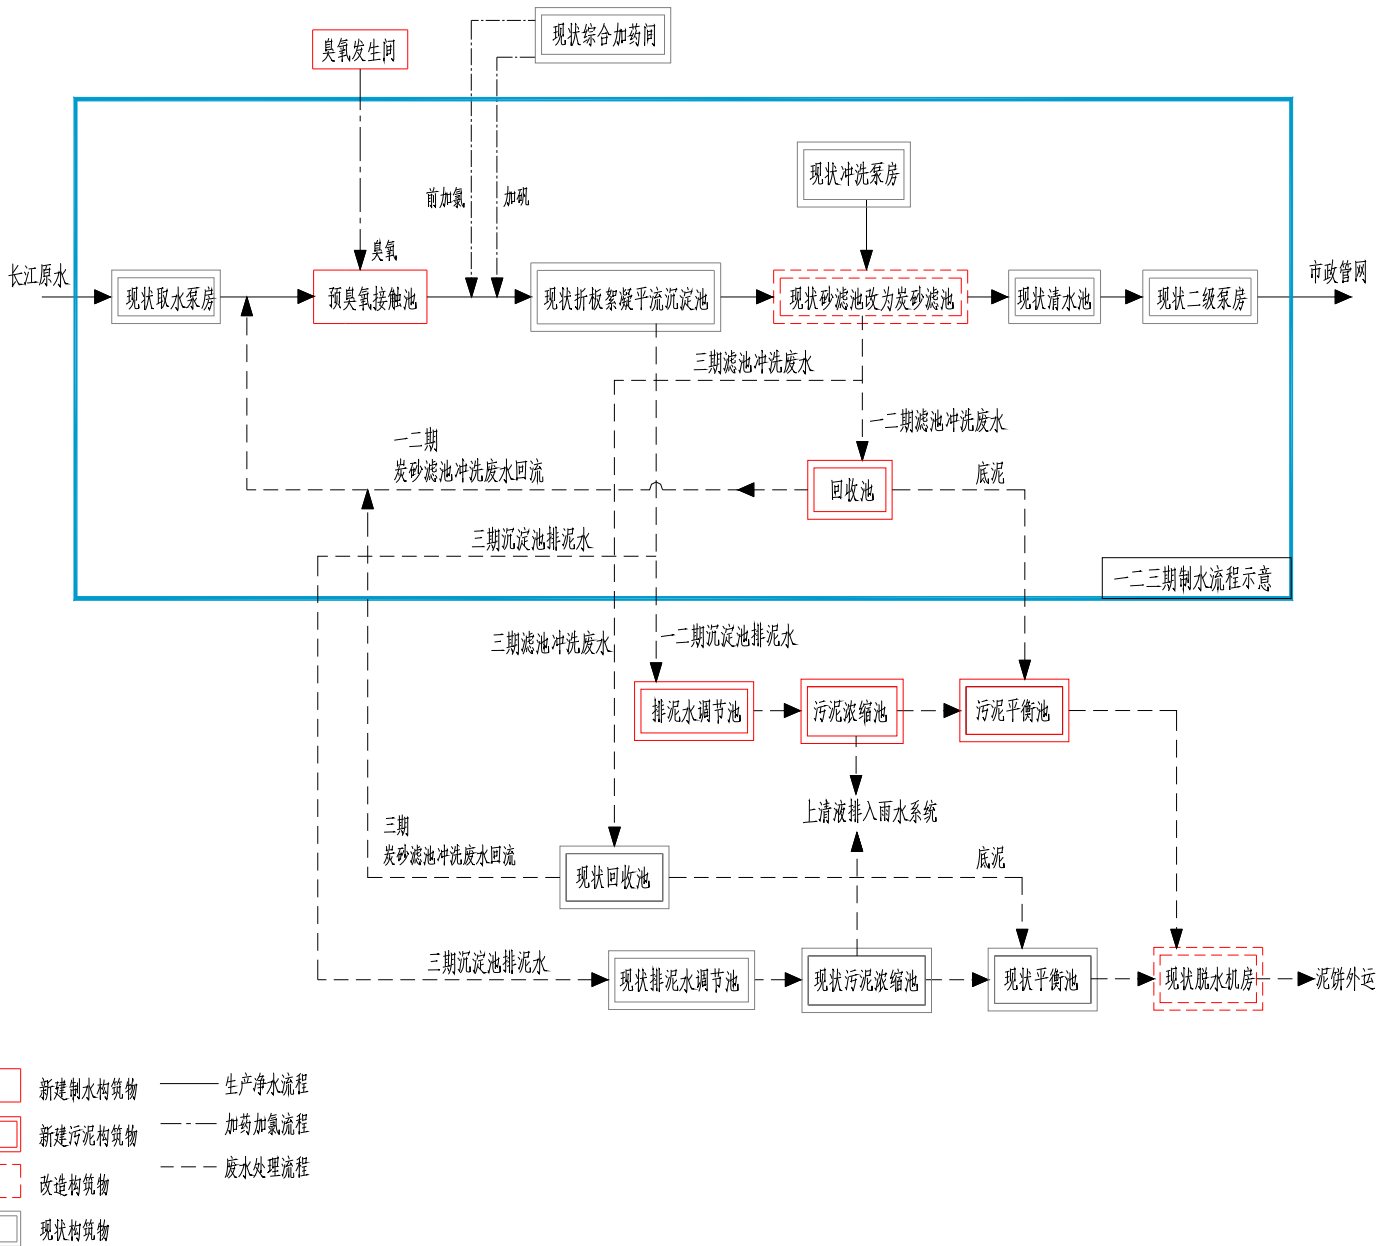 现状综合加药间
臭氧发生间
现状冲洗泵房
前加氯
加矾
臭氧
长江原水
市政管网
现状取水泵房
预臭氧接触池
现状折板絮凝平流沉淀池
现状砂滤池改为炭砂滤池
现状清水池
现状二级泵房
三期滤池冲洗废水
一二期滤池冲洗废水
一二期
炭砂滤池冲洗废水回流
回收池
底泥
三期沉淀池排泥水
一二三期制水流程示意
三期滤池冲洗废水
一二期沉淀池排泥水
排泥水调节池
污泥浓缩池
污泥平衡池
上清液排入雨水系统
三期
炭砂滤池冲洗废水回流
现状回收池
底泥
三期沉淀池排泥水
现状排泥水调节池
现状污泥浓缩池
现状平衡池
现状脱水机房
泥饼外运
新建制水构筑物
生产净水流程
新建污泥构筑物
加药加氯流程
改造构筑物
废水处理流程
现状构筑物